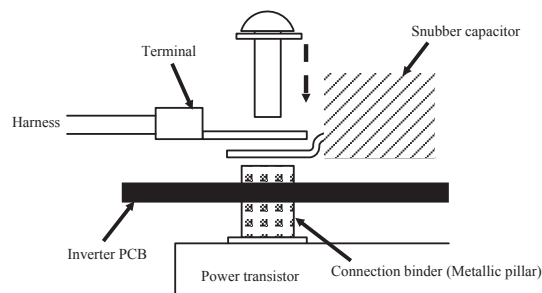 Snubber capacitor
Terminal
Harness
Inverter PCB
Power transistor
Connection binder (Metallic pillar)